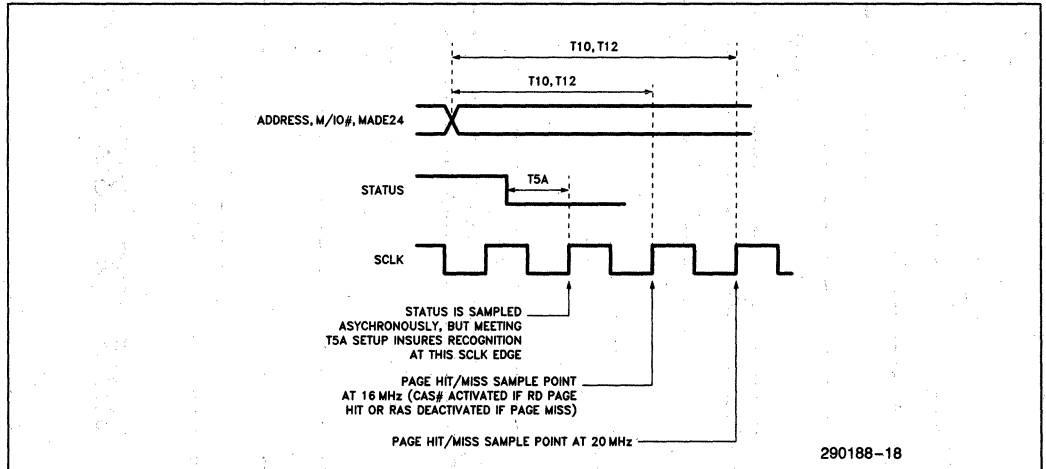 T10, T12
T10, T12
ADDRESS, M/IO#, MADE24
T5A
STATUS
SCLK
STATUS IS SAMPLED
ASYCHRONOUSLY, BUT MEETING
T5A SETUP INSURES RECOGNITION
AT THIS SCLK EDGE
PAGE HIT/MISS SAMPLE POINT
AT 16 MHz (CAS# ACTIVATED IF RD PAGE
HIT OR RAS DEACTIVATED IF PAGE MISS)
PAGE HIT/MISS SAMPLE POINT AT 20 MHz
290188–18